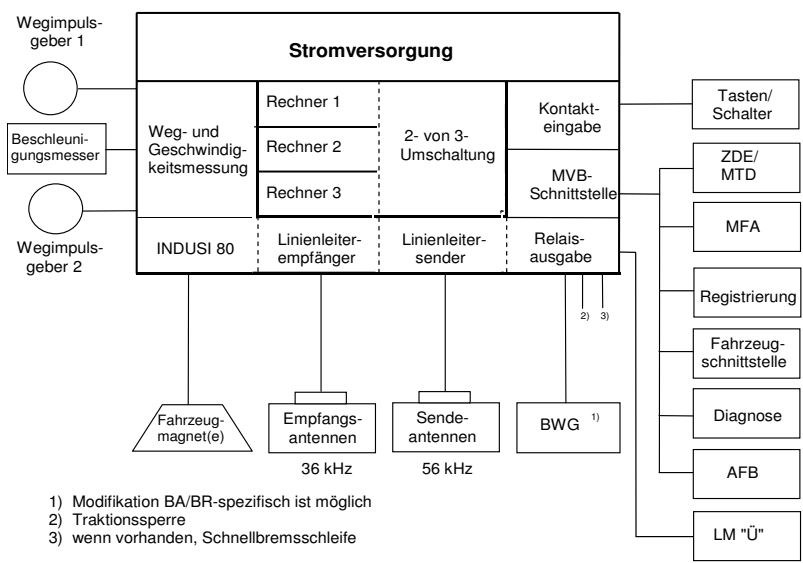 Wegimpuls-
geber 1
Stromversorgung
Beschleuni-
gungsmesser
Weg- und
Geschwindig-
keitsmessung
Rechner 1
Rechner 2
Rechner 3
2- von 3-
Umschaltung
Kontakt-
eingabe
MVB-
Schnittstelle
Wegimpuls-
geber 2
INDUSI 80
Linienleiter-
empfänger
Linienleiter-
sender
Relais-
ausgabe
2)
3)
Tasten/
Schalter
ZDE/
MTD
MFA
Registrierung
Fahrzeug-
schnittstelle
Diagnose
AFB
LM "Ü"
Fahrzeug-
magnet(e)
Empfangs-
antennen
Sende-
antennen
BWG 1)
36 kHz
56 kHz
1) Modifikation BA/BR-spezifisch ist möglich
2) Traktionssperre
3) wenn vorhanden, Schnellbremsschleife